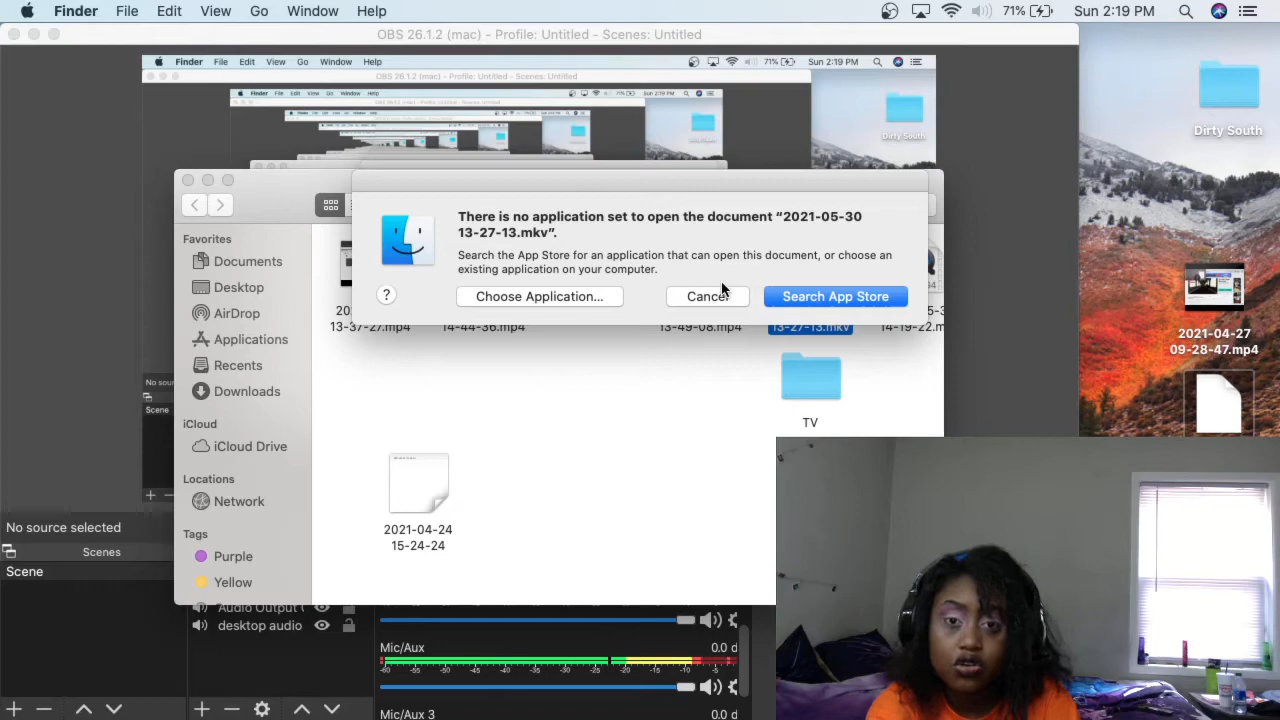 Finder File Edit View Go Window Help 71% Sun 2:19 PM
OBS 26.1.2 (mac) - Profile: Untitled - Scenes: Untitled
Finder File Edit View Go Window Help 71% Sun 2:19 PM
OBS 26.1.2 (mac) - Profile: Untitled - Scenes: Untitled
Finder File Edit View Go Window Help
Dirty South
Dirty South
There is no application set to open the document “2021-05-30
13-27-13.mkv”.
Search the App Store for an application that can open this document, or choose an
existing application on your computer.
? Choose Application... Cancel Search App Store
Favorites
Documents
Desktop
AirDrop
Applications
Recents
Downloads
iCloud
iCloud Drive
Locations
Network
Tags
Purple
Yellow
13-37-27.mp4 14-44-36.mp4 13-49-08.mp4 13-27-13.mkv 14-19-22.m
TV
2021-04-24
15-24-24
2021-04-27
09-28-47.mp4
No sour
Scene
No source selected
Scenes
Scene
Audio Output (
desktop audio
Mic/Aux 0.0 d
-60 -55 -50 -45 -40 -35 -30 -25 -20 -15 -10 -5
Mic/Aux 3 0.0 d